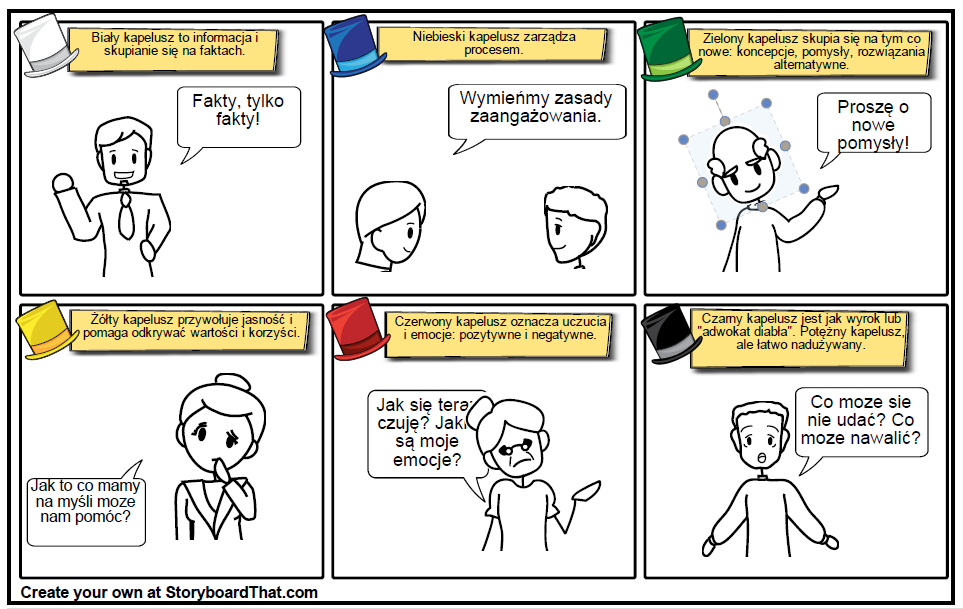 Biały kapelusz to informacja i
skupianie się na faktach.
Fakty, tylko
fakty!
Niebieski kapelusz zarządza
procesem.
Wymieńmy zasady
zaangażowania.
Zielony kapelusz skupia się na tym co
nowe: koncepcje, pomysły, rozwiązania
alternatywne.
Proszę o
nowe
pomysły!
Żółty kapelusz przywołuje jasność i
pomaga odkrywać wartości i korzyści.
Jak to co mamy
na myśli moze
nam pomóc?
Czerwony kapelusz oznacza uczucia
i emocje: pozytywne i negatywne.
Jak się
czuję?
są moje
emocje?
Czarny kapelusz jest jak wyrok lub
"adwokat diabła". Potężny kapelusz,
ale łatwo nadużywany.
Co moze sie
nie udać? Co
moze nawalić?
Create your own at StoryboardThat.com